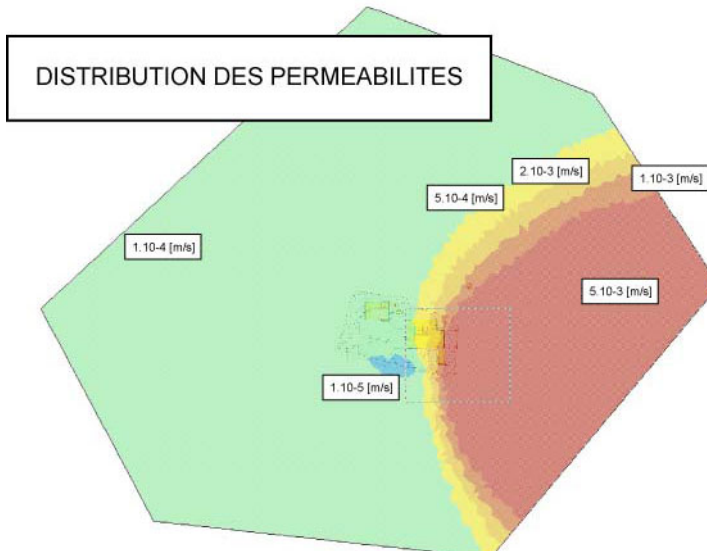 DISTRIBUTION DES PERMEABILITES
2.10-3 [m/s]
1.10-3 [m/s]
5.10-4 [m/s]
1.10-4 [m/s]
5.10-3 [m/s]
1.10-5 [m/s]